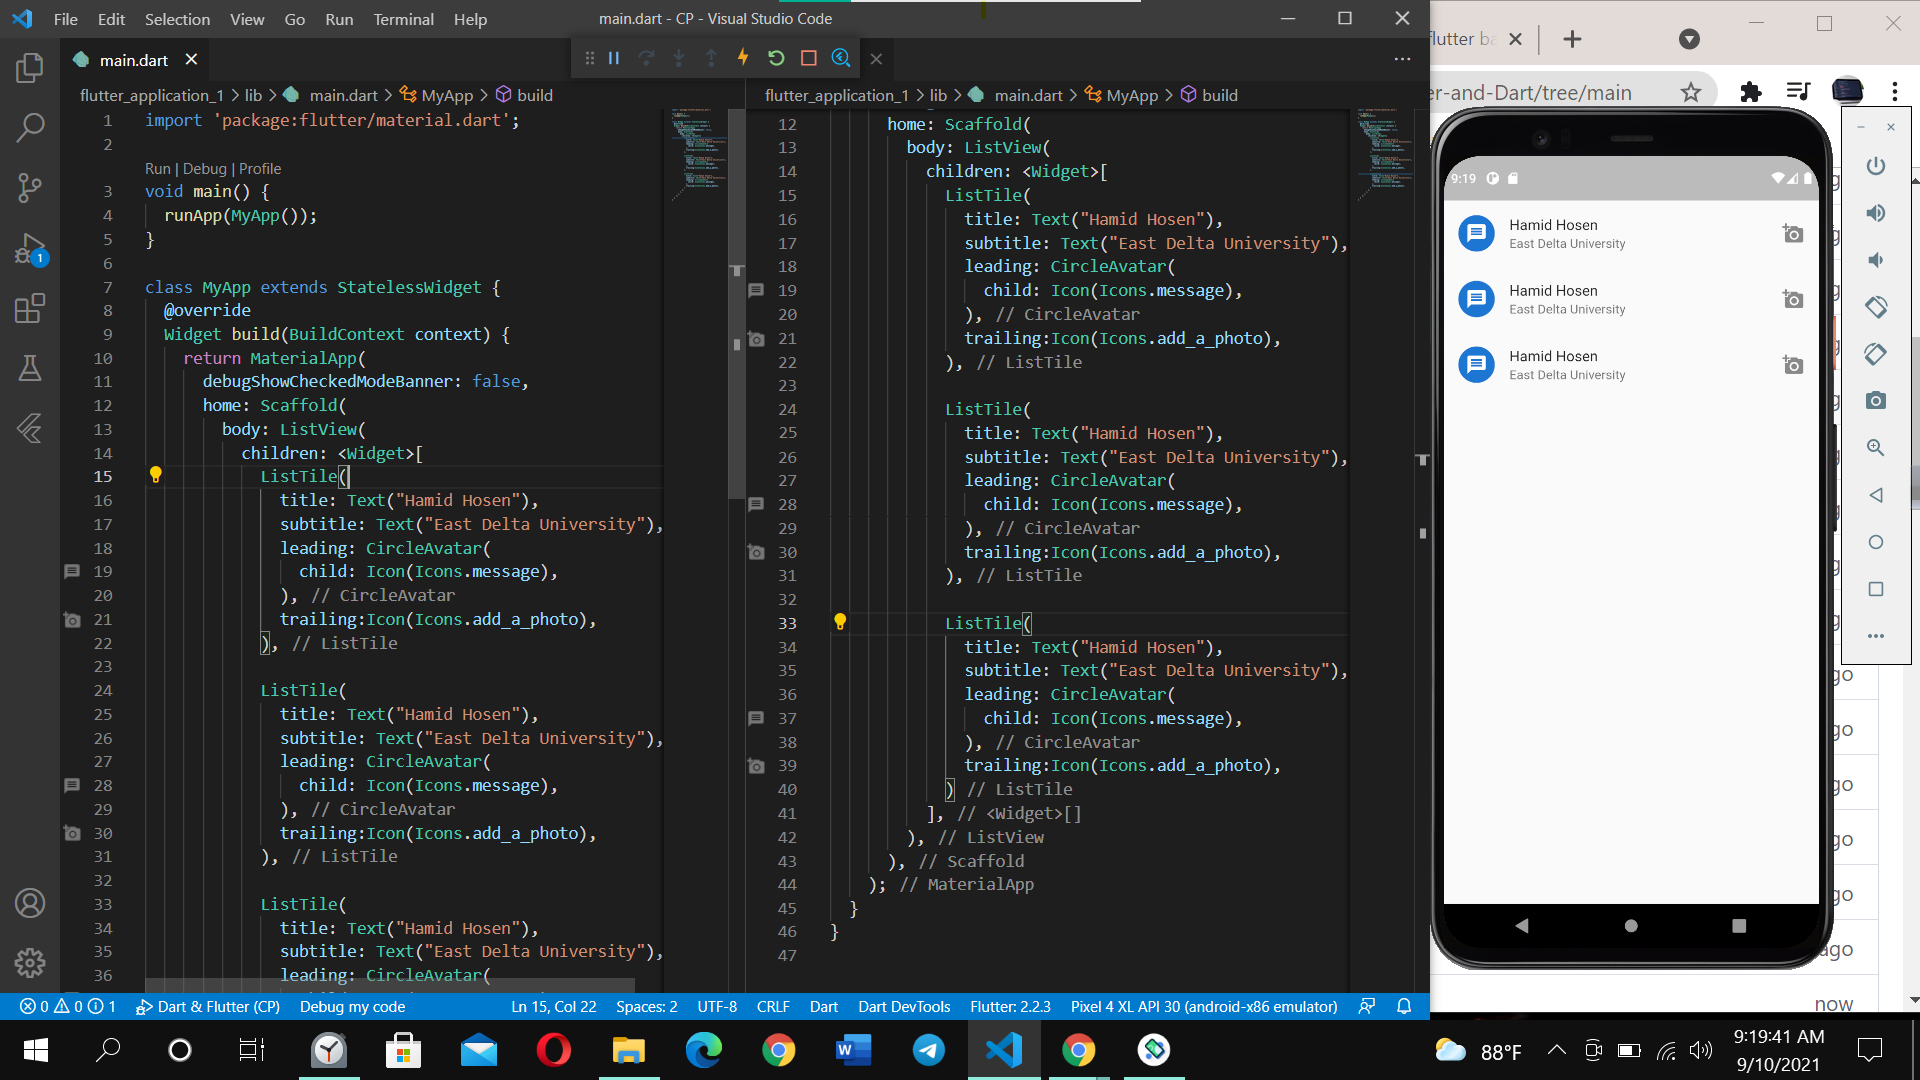 File Edit Selection View Go Run Terminal Help
main.dart - CP - Visual Studio Code
main.dart
flutter_application_1 > lib > main.dart > MyApp > build
1 import 'package:flutter/material.dart';
2
Run | Debug | Profile
3 void main() {
4 runApp(MyApp());
5 }
6
7 class MyApp extends StatelessWidget {
8 @override
9 Widget build(BuildContext context) {
10 return MaterialApp(
11 debugShowCheckedModeBanner: false,
12 home: Scaffold(
13 body: ListView(
14 children: <Widget>[
15 ListTile(
16 title: Text("Hamid Hosen"),
17 subtitle: Text("East Delta University"),
18 leading: CircleAvatar(
19 child: Icon(Icons.message),
20 ), // CircleAvatar
21 trailing:Icon(Icons.add_a_photo),
22 ), // ListTile
23
24 ListTile(
25 title: Text("Hamid Hosen"),
26 subtitle: Text("East Delta University"),
27 leading: CircleAvatar(
28 child: Icon(Icons.message),
29 ), // CircleAvatar
30 trailing:Icon(Icons.add_a_photo),
31 ), // ListTile
32
33 ListTile(
34 title: Text("Hamid Hosen"),
35 subtitle: Text("East Delta University"),
36 leading: CircleAvatar(
flutter_application_1 > lib > main.dart > MyApp > build
12 home: Scaffold(
13 body: ListView(
14 children: <Widget>[
15 ListTile(
16 title: Text("Hamid Hosen"),
17 subtitle: Text("East Delta University"),
18 leading: CircleAvatar(
19 child: Icon(Icons.message),
20 ), // CircleAvatar
21 trailing:Icon(Icons.add_a_photo),
22 ), // ListTile
23
24 ListTile(
25 title: Text("Hamid Hosen"),
26 subtitle: Text("East Delta University"),
27 leading: CircleAvatar(
28 child: Icon(Icons.message),
29 ), // CircleAvatar
30 trailing:Icon(Icons.add_a_photo),
31 ), // ListTile
32
33 ListTile(
34 title: Text("Hamid Hosen"),
35 subtitle: Text("East Delta University"),
36 leading: CircleAvatar(
37 child: Icon(Icons.message),
38 ), // CircleAvatar
39 trailing:Icon(Icons.add_a_photo),
40 ) // ListTile
41 ], // <Widget>[]
42 ), // ListView
43 ), // Scaffold
44 ); // MaterialApp
45 }
46 }
47
1
flutter ba
er-and-Dart/tree/main
9:19
Hamid Hosen
East Delta University
Hamid Hosen
East Delta University
Hamid Hosen
East Delta University
go
go
go
go
go
ago
now
0 0 1 Dart & Flutter (CP) Debug my code Ln 15, Col 22 Spaces: 2 UTF-8 CRLF Dart Dart DevTools Flutter: 2.2.3 Pixel 4 XL API 30 (android-x86 emulator)
88°F
9:19:41 AM
9/10/2021